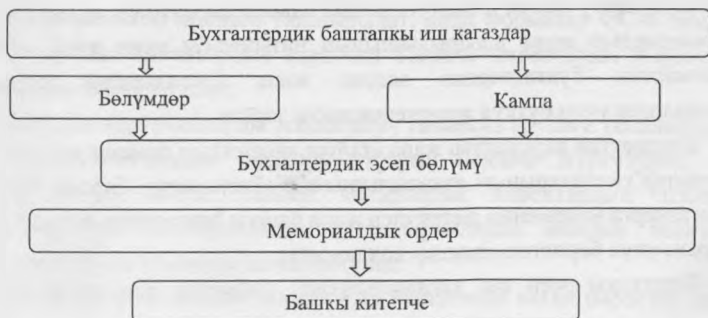 Бухгалтердик баштапкы иш кагаздар
Бөлүмдөр
Кампа
Бухгалтердик эсеп бөлүмү
Мемориалдык ордер
Башкы китепче